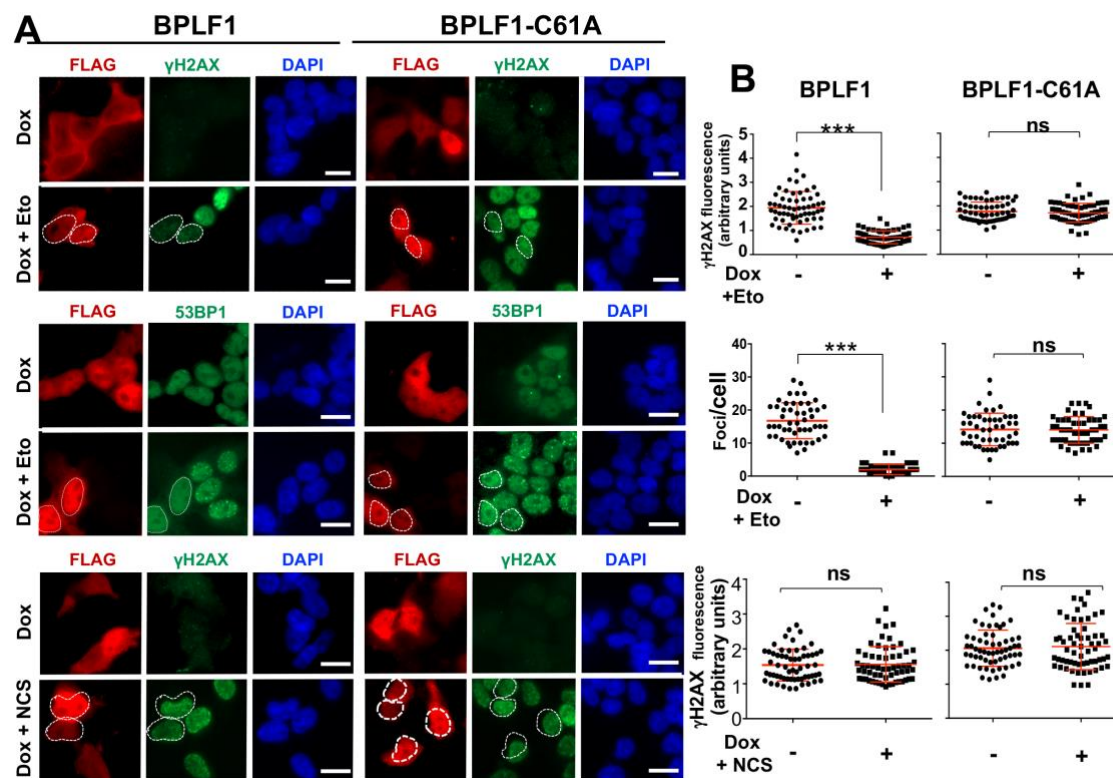 A
BPLF1
BPLF1-C61A
FLAG
γH2AX
DAPI
FLAG
γH2AX
DAPI
Dox
Dox + Eto
FLAG
53BP1
DAPI
FLAG
53BP1
DAPI
Dox
Dox + Eto
FLAG
γH2AX
DAPI
FLAG
γH2AX
DAPI
Dox
Dox + NCS
B
BPLF1
BPLF1-C61A
γH2AX fluorescence
(arbitrary units)
5
4
3
2
1
0
***
ns
Dox
+Eto
- +
- +
Foci/cell
40
30
20
10
0
***
ns
Dox
+ Eto
- +
- +
γH2AX fluorescence
(arbitrary units)
4
3
2
1
0
ns
ns
Dox
+ NCS
- +
- +